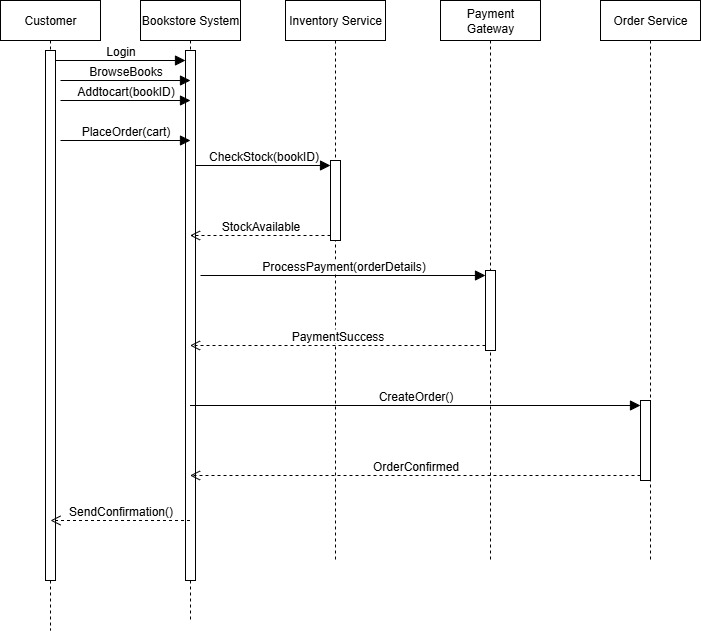 Customer
Bookstore System
Inventory Service
Payment
Gateway
Order Service
Login
BrowseBooks
Addtocart(bookID)
PlaceOrder(cart)
CheckStock(bookID)
StockAvailable
ProcessPayment(orderDetails)
PaymentSuccess
CreateOrder()
OrderConfirmed
SendConfirmation()